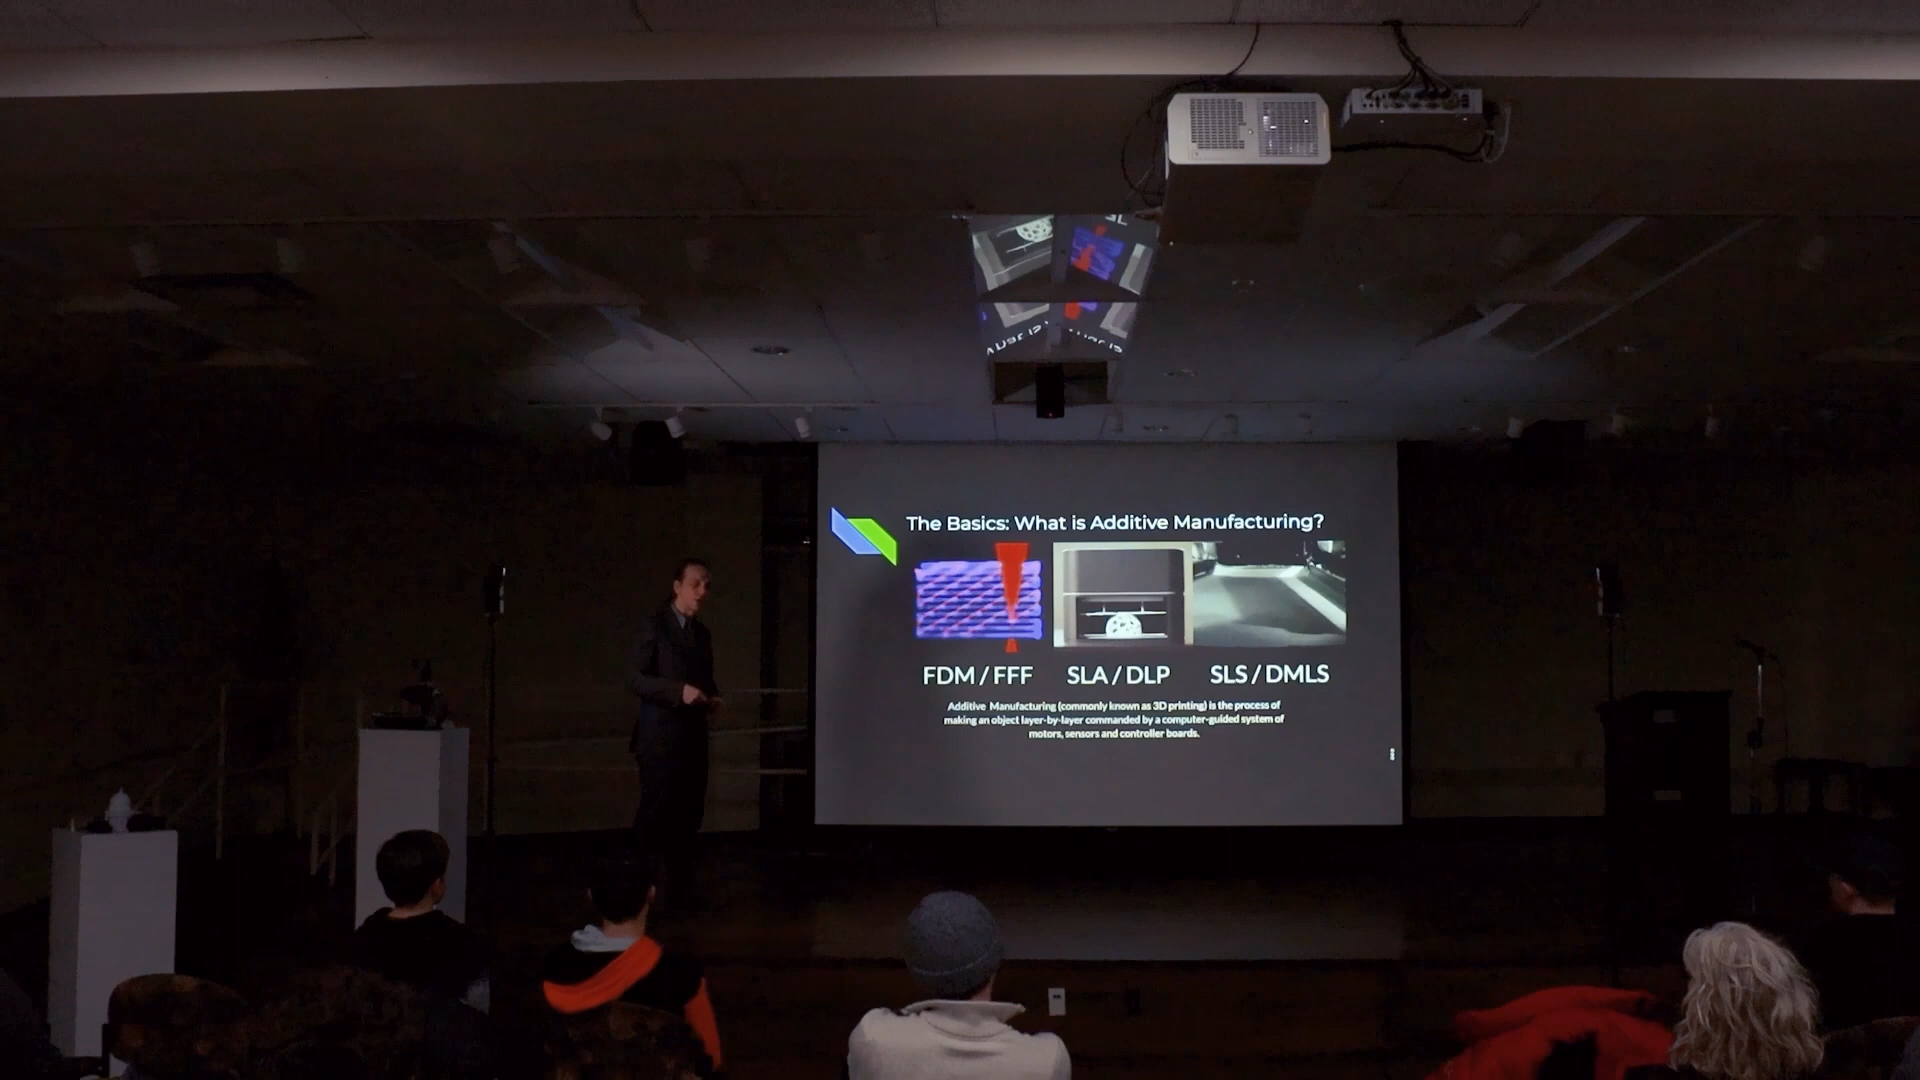 The Basics: What is Additive Manufacturing?
FDM / FFF
SLA / DLP
SLS / DMLS
Additive Manufacturing (commonly known as 3D printing) is the process of
making an object layer-by-layer commanded by a computer-guided system of
motors, sensors and controller boards.